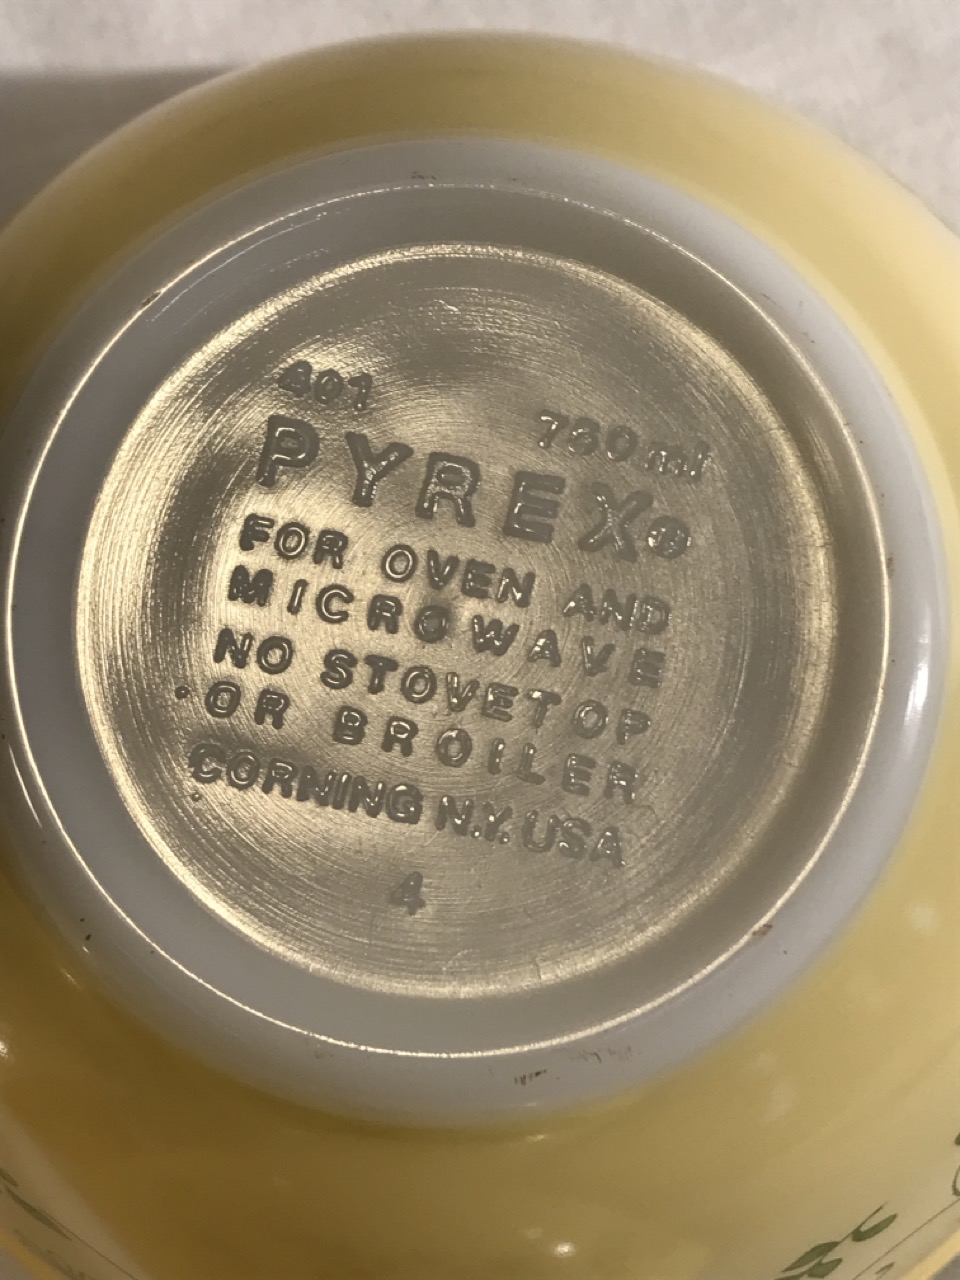 401
750 ml
PYREX®
FOR OVEN AND
MICROWAVE
NO STOVETOP
OR BROILER
CORNING N.Y. USA
4